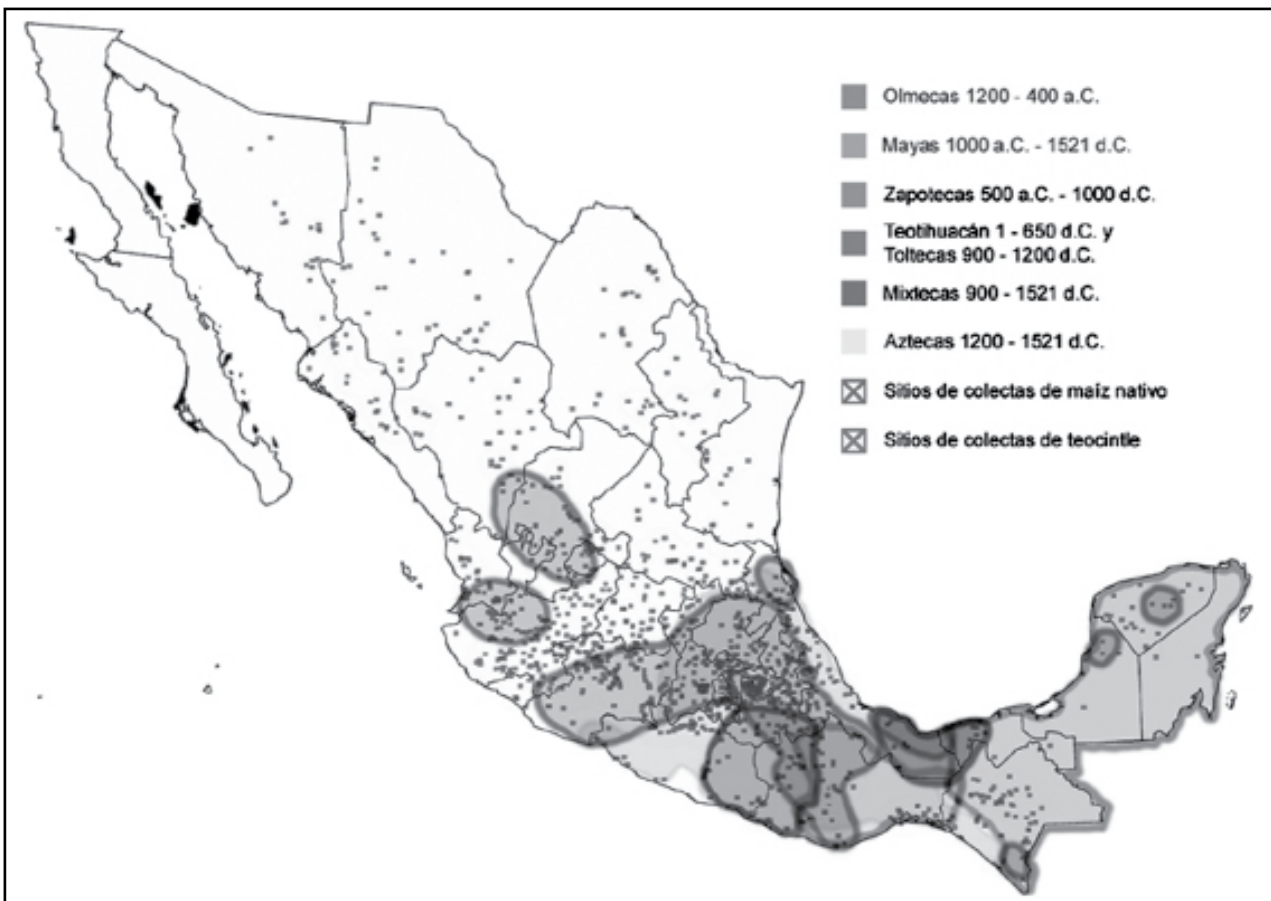 Olmecas 1200 - 400 a.C.
Mayas 1000 a.C. - 1521 d.C.
Zapotecas 500 a.C. - 1000 d.C.
Teotihuacán 1 - 650 d.C. y
Toltecas 900 - 1200 d.C.
Mixtecas 900 - 1521 d.C.
Aztecas 1200 - 1521 d.C.
Sitios de colectas de maíz nativo
Sitios de colectas de teocintle